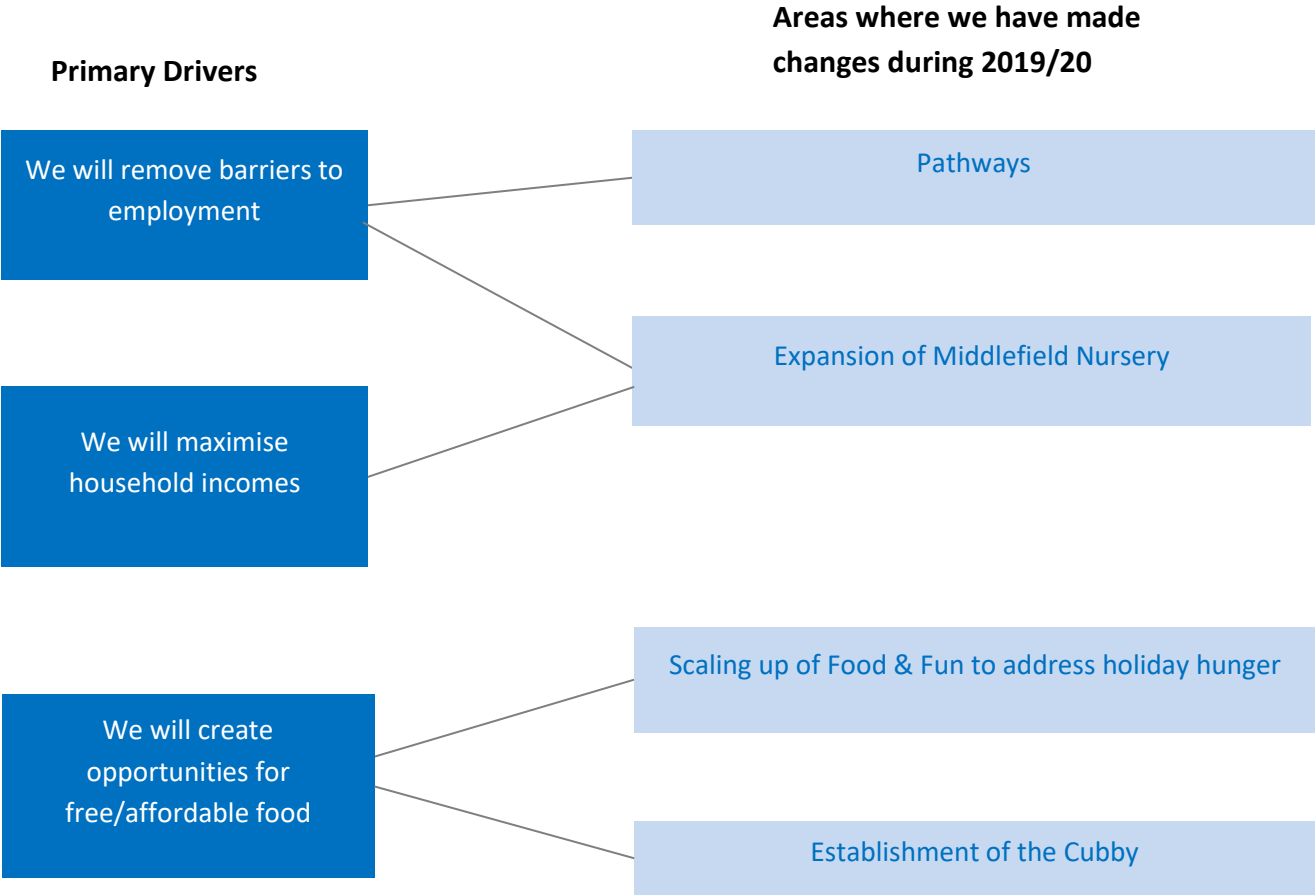 Primary Drivers
Areas where we have made
changes during 2019/20
We will remove barriers to
employment
Pathways
Expansion of Middlefield Nursery
We will maximise
household incomes
Scaling up of Food & Fun to address holiday hunger
We will create
opportunities for
free/affordable food
Establishment of the Cubby